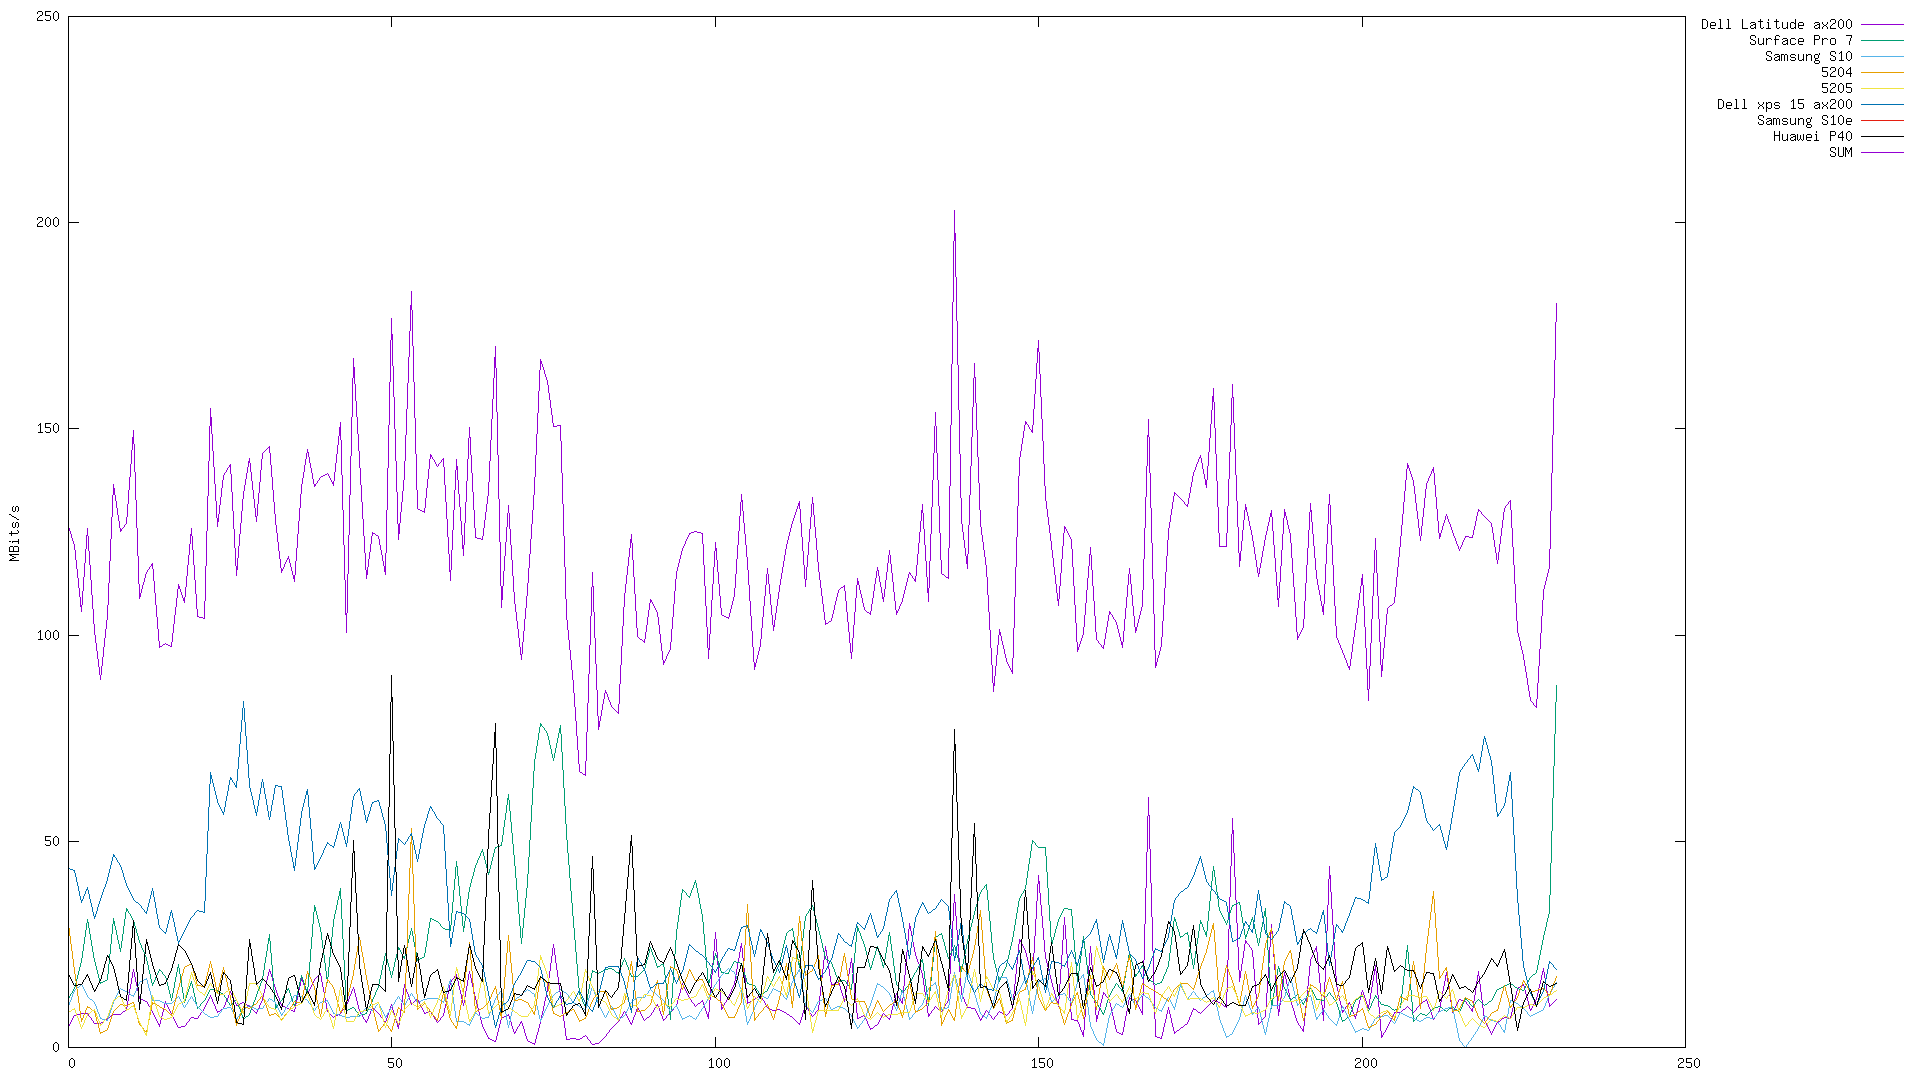 250
200
150
100
50
0
MBits/s
0 50 100 150 200 250
Dell Latitude ax200
Surface Pro 7
Samsung S10
5204
5205
Dell xps 15 ax200
Samsung S10e
Huawei P40
SUM